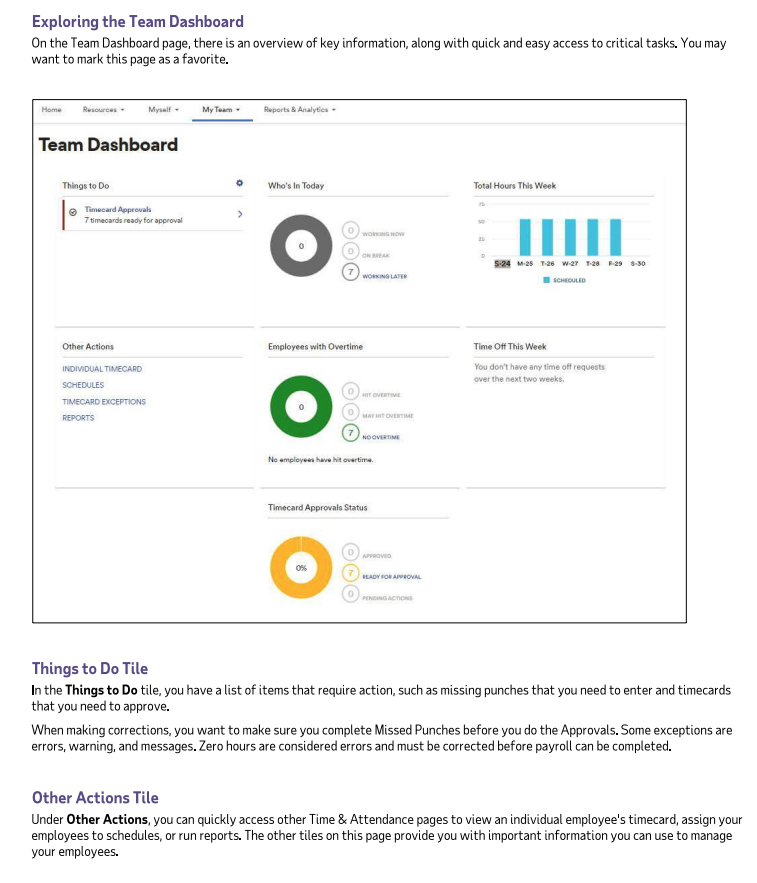 Exploring the Team Dashboard
On the Team Dashboard page, there is an overview of key information, along with quick and easy access to critical tasks. You may
want to mark this page as a favorite.
Home Resources Myself My Team Reports & Analytics
Team Dashboard
Things to Do
Timecard Approvals
7 timecards ready for approval
Who's In Today
0
0 WORKING NOW
0 ON BREAK
7 WORKING LATER
Total Hours This Week
75
50
25
0
S-24 M-25 T-26 W-27 T-28 F-29 S-30
SCHEDULED
Other Actions
INDIVIDUAL TIMECARD
SCHEDULES
TIMECARD EXCEPTIONS
REPORTS
Employees with Overtime
0
0 HIT OVERTIME
0 MAY HIT OVERTIME
7 NO OVERTIME
No employees have hit overtime.
Time Off This Week
You don't have any time off requests
over the next two weeks.
Timecard Approvals Status
0%
0 APPROVED
7 READY FOR APPROVAL
0 PENDING ACTIONS
Things to Do Tile
In the Things to Do tile, you have a list of items that require action, such as missing punches that you need to enter and timecards
that you need to approve.
When making corrections, you want to make sure you complete Missed Punches before you do the Approvals. Some exceptions are
errors, warning, and messages. Zero hours are considered errors and must be corrected before payroll can be completed.
Other Actions Tile
Under Other Actions, you can quickly access other Time & Attendance pages to view an individual employee's timecard, assign your
employees to schedules, or run reports. The other tiles on this page provide you with important information you can use to manage
your employees.